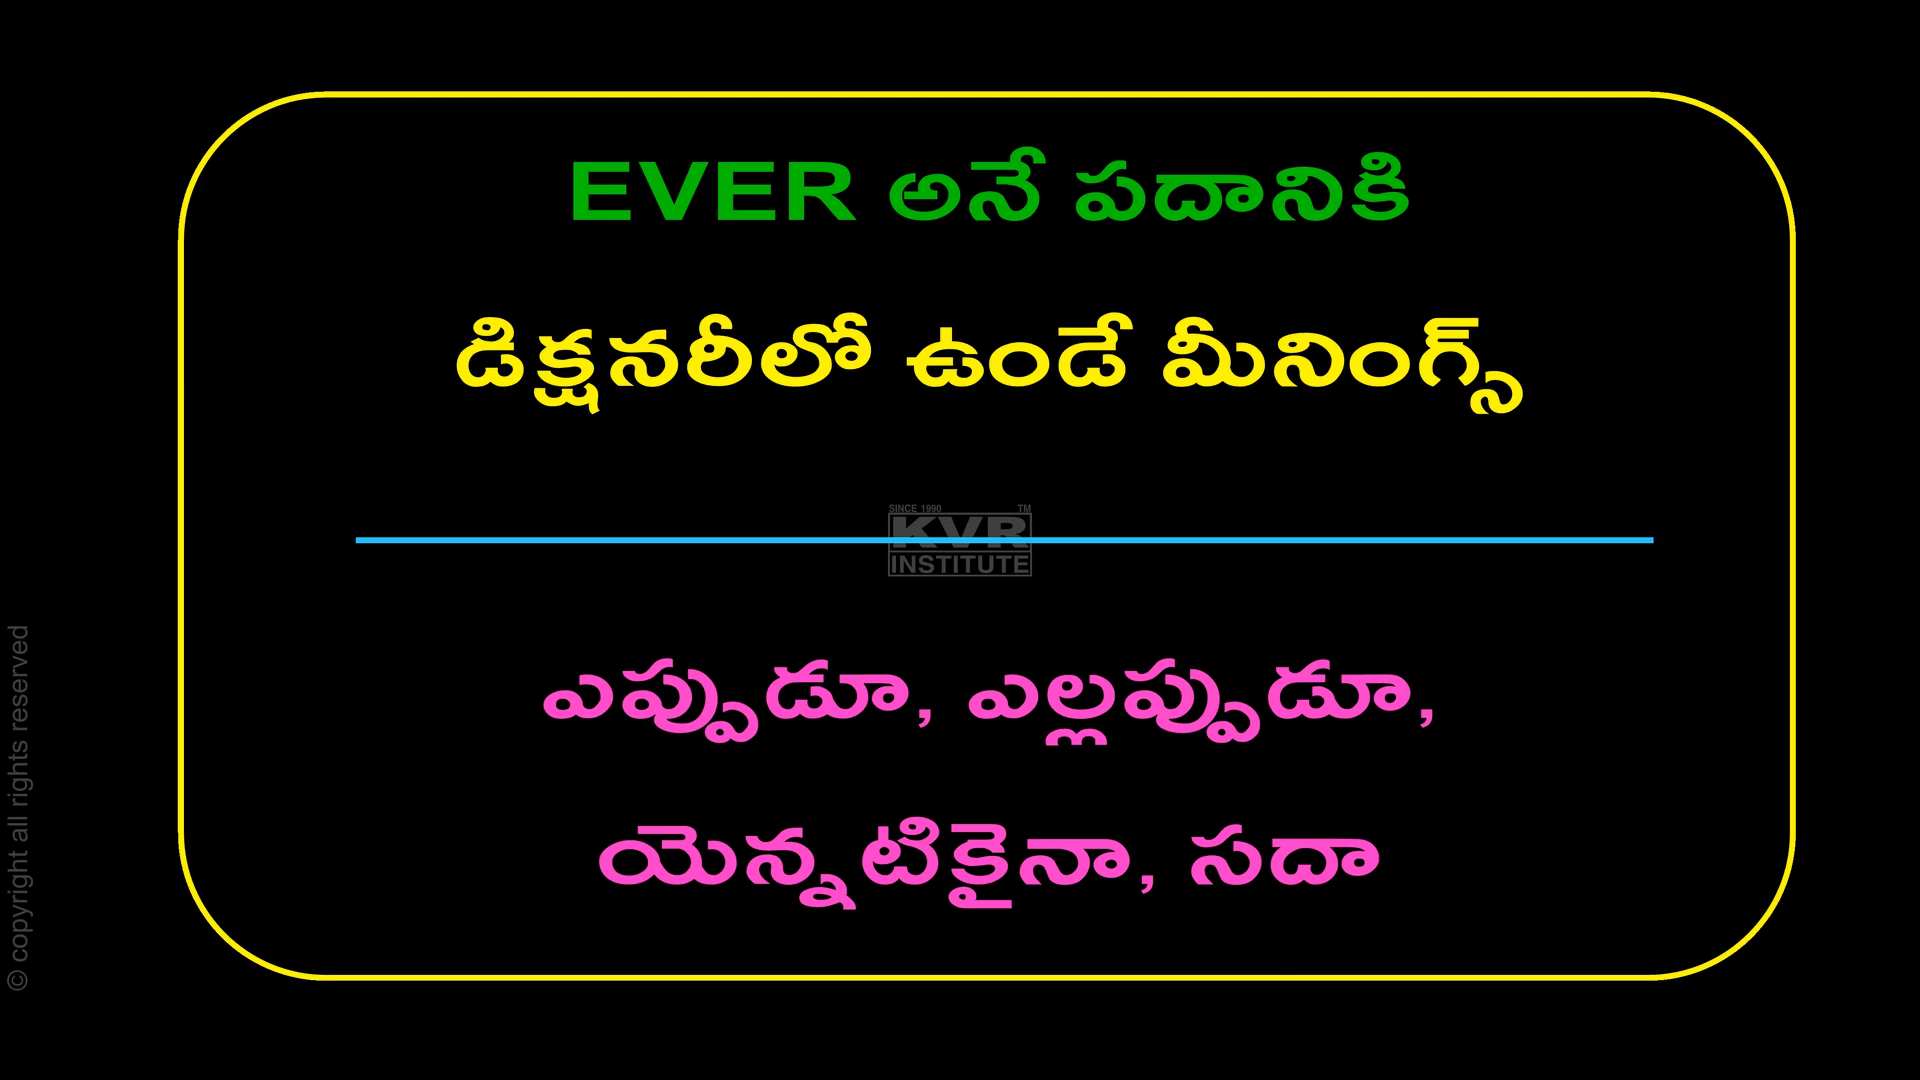 EVER అనే పదానికి
డిక్షనరీలో ఉండే మీనింగ్స్
SINCE 1990 TM
KVR
INSTITUTE
ఎప్పుడూ, ఎల్లప్పుడూ,
యెన్నటికైనా, సదా
© copyright all rights reserved